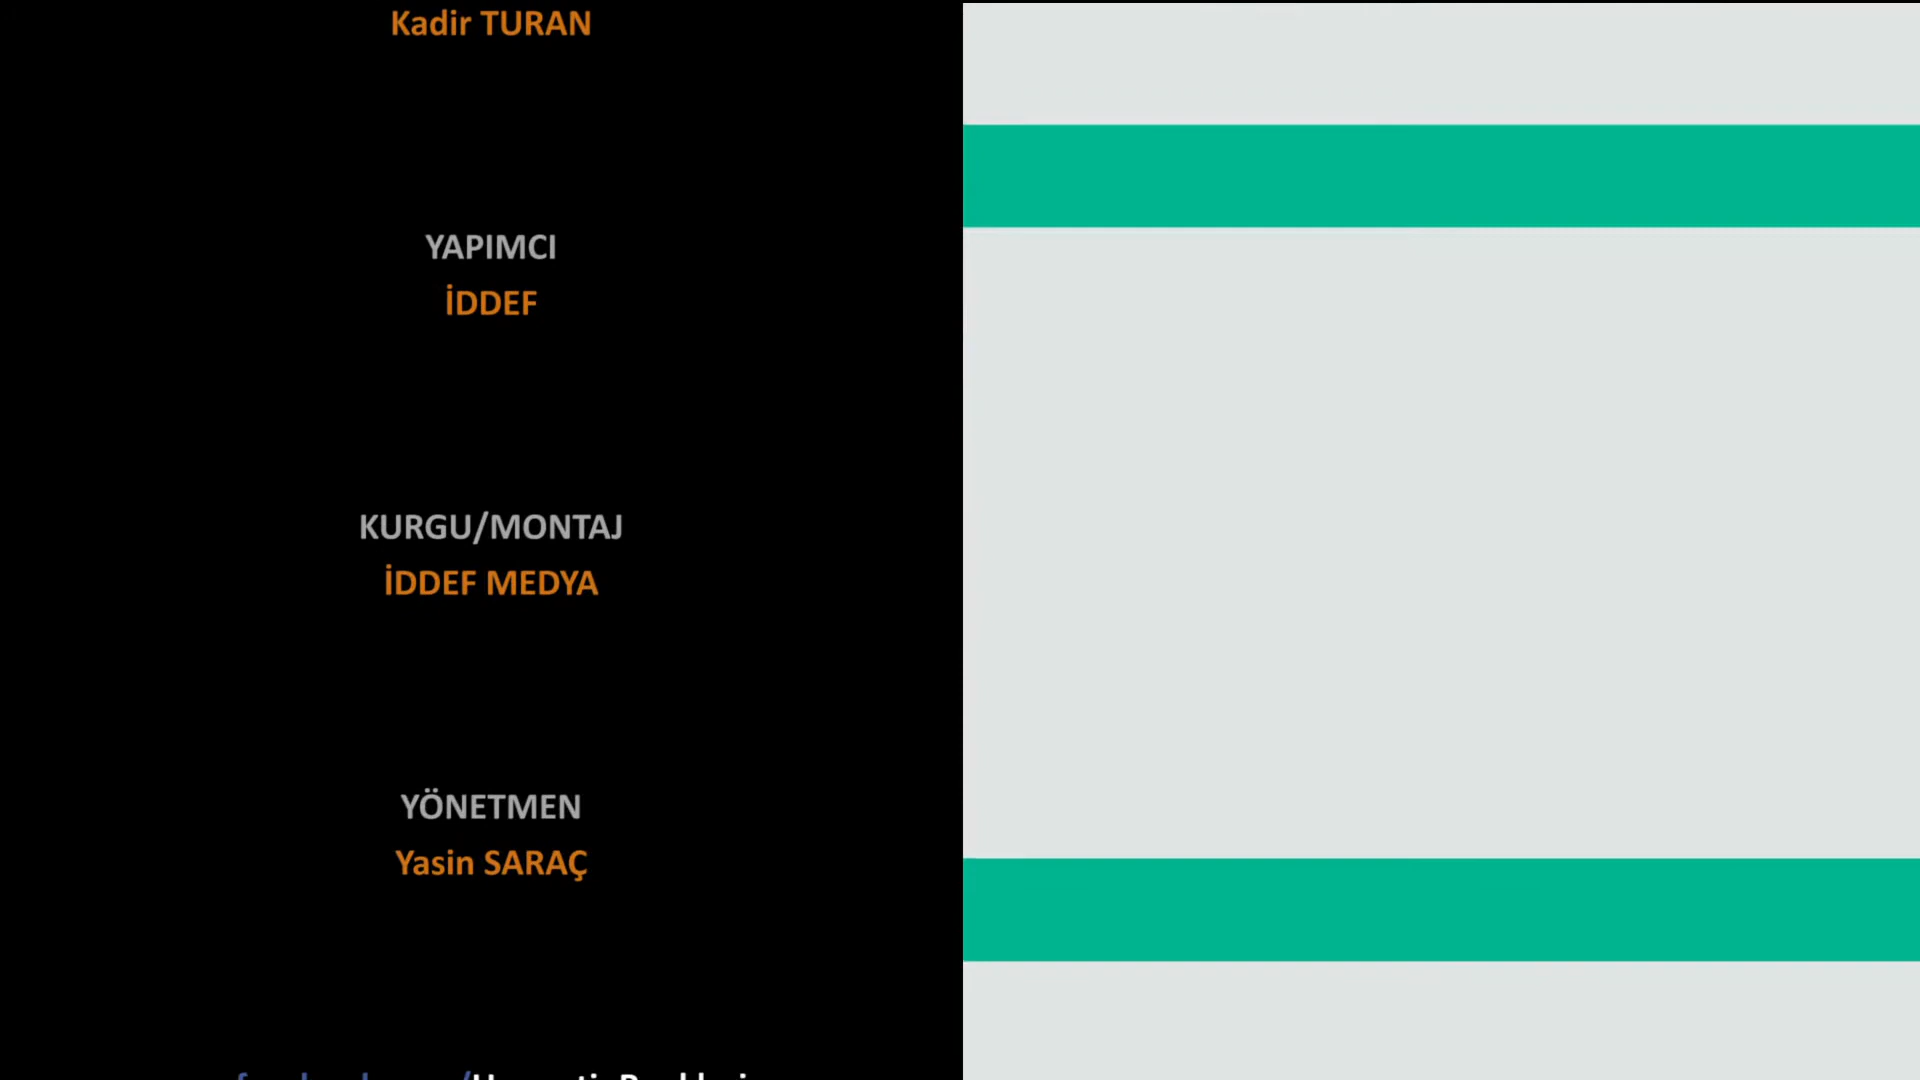 Kadir TURAN
YAPIMCI
İDDEF
KURGU/MONTAJ
İDDEF MEDYA
YÖNETMEN
Yasin SARAÇ